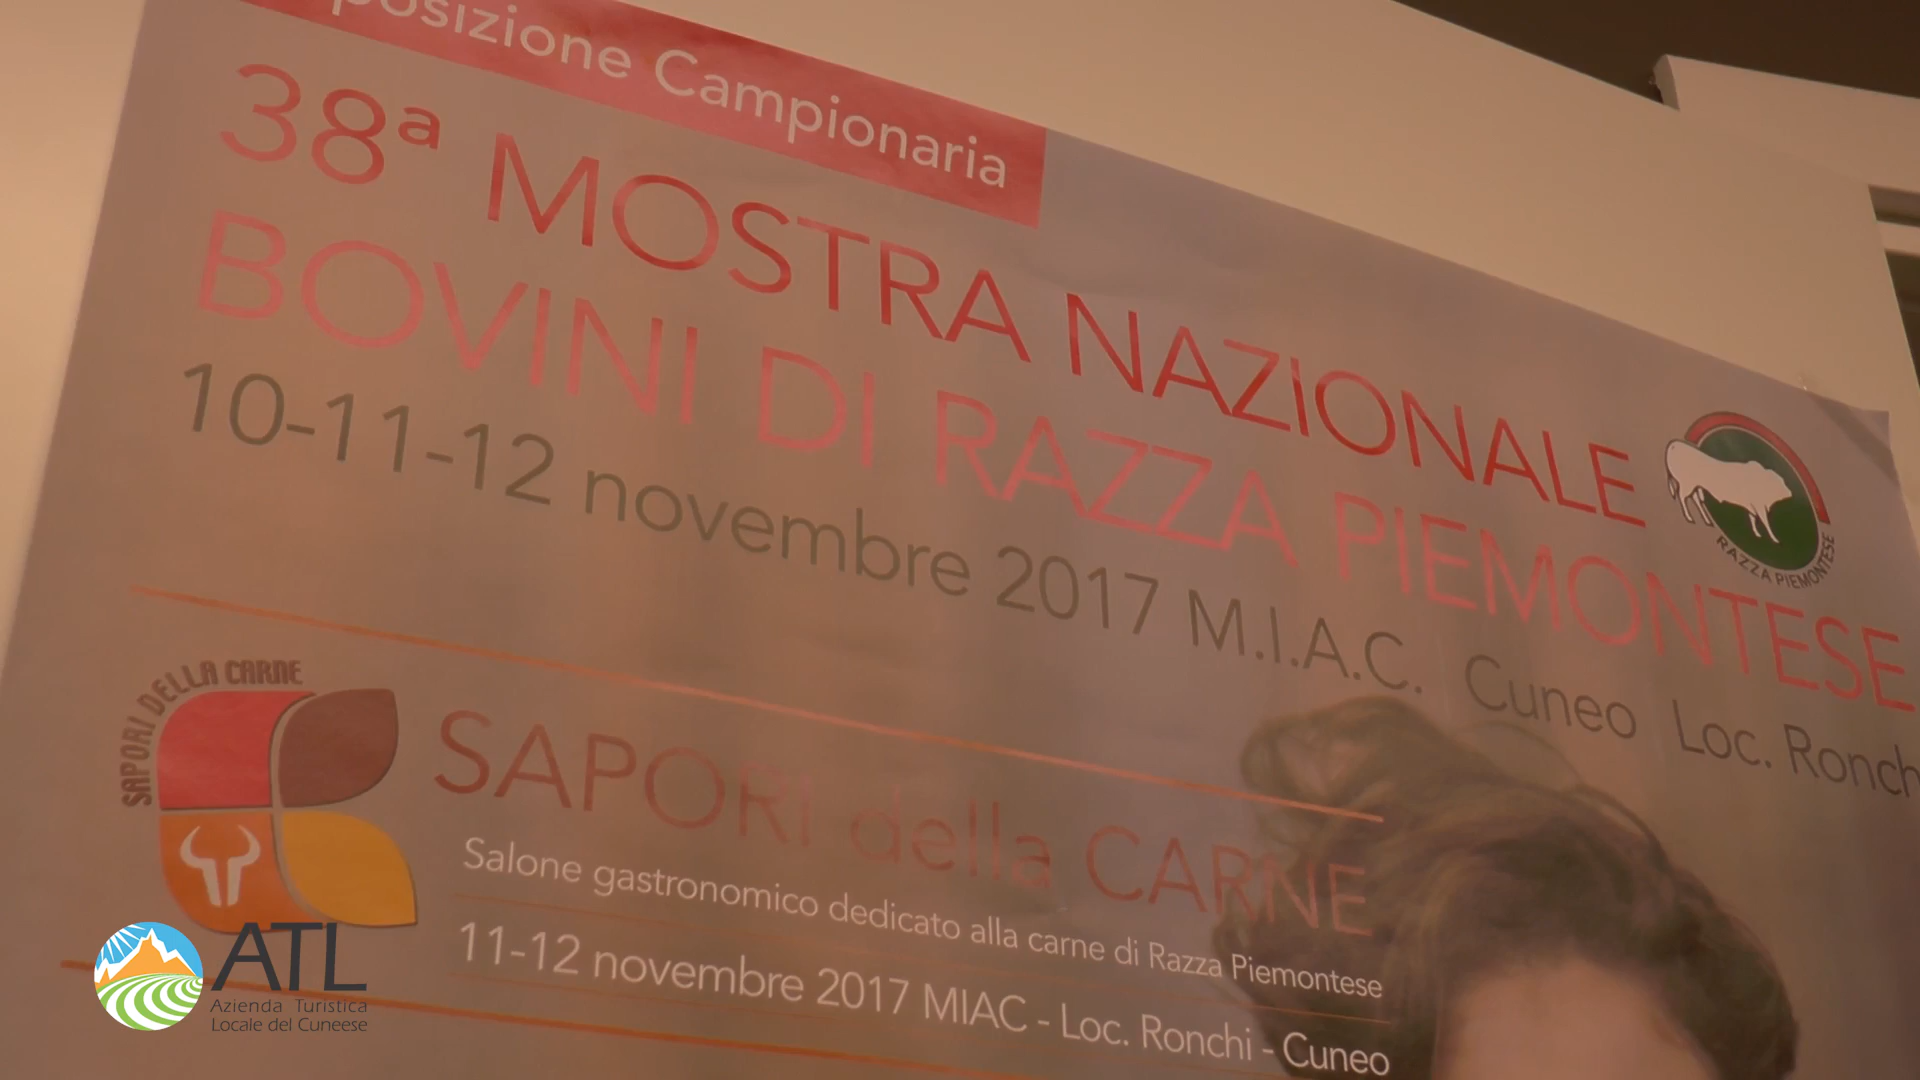 posizione Campionaria
38ª MOSTRA NAZIONALE
BOVINI DI RAZZA PIEMONTESE
10-11-12 novembre 2017 M.I.A.C. Cuneo Loc. Ronch
RAZZA PIEMONTESE
SAPORI DELLA CARNE
SAPORI della CARNE
Salone gastronomico dedicato alla carne di Razza Piemontese
11-12 novembre 2017 MIAC - Loc. Ronchi - Cuneo
ATL
Azienda Turistica
Locale del Cuneese